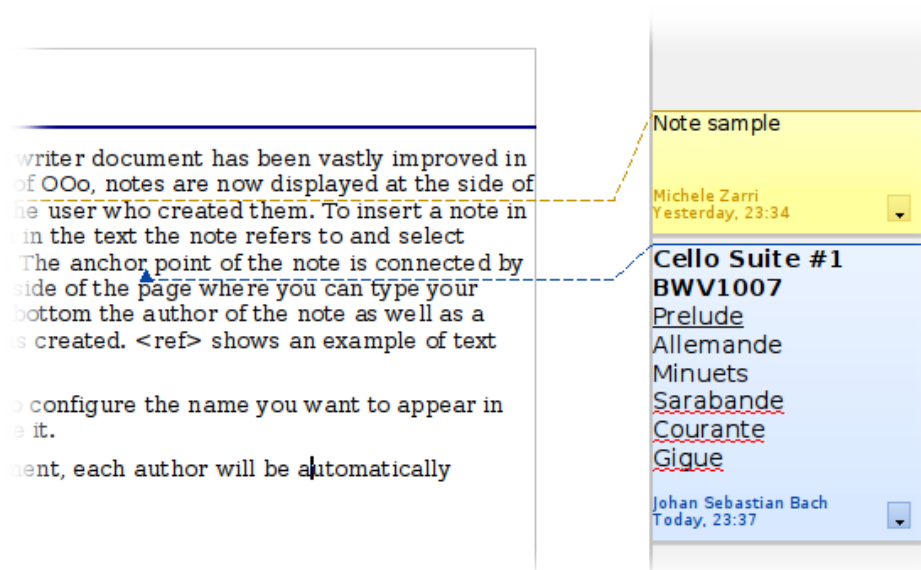 writer document has been vastly improved in
of OOo, notes are now displayed at the side of
he user who created them. To insert a note in
in the text the note refers to and select
The anchor point of the note is connected by
side of the page where you can type your
bottom the author of the note as well as a
s created. <ref> shows an example of text
configure the name you want to appear in
e it.
ent, each author will be automatically
Note sample
Michele Zarri
Yesterday, 23:34
Cello Suite #1
BWV1007
Prelude
Allemande
Minuets
Sarabande
Courante
Gigue
Johan Sebastian Bach
Today, 23:37